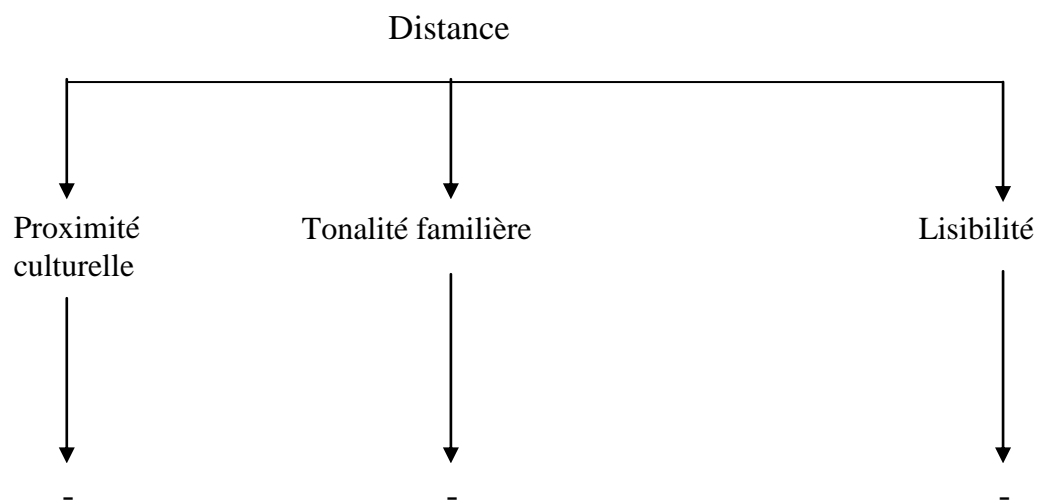 Distance
Proximité
culturelle
Tonalité familière
Lisibilité
- - -